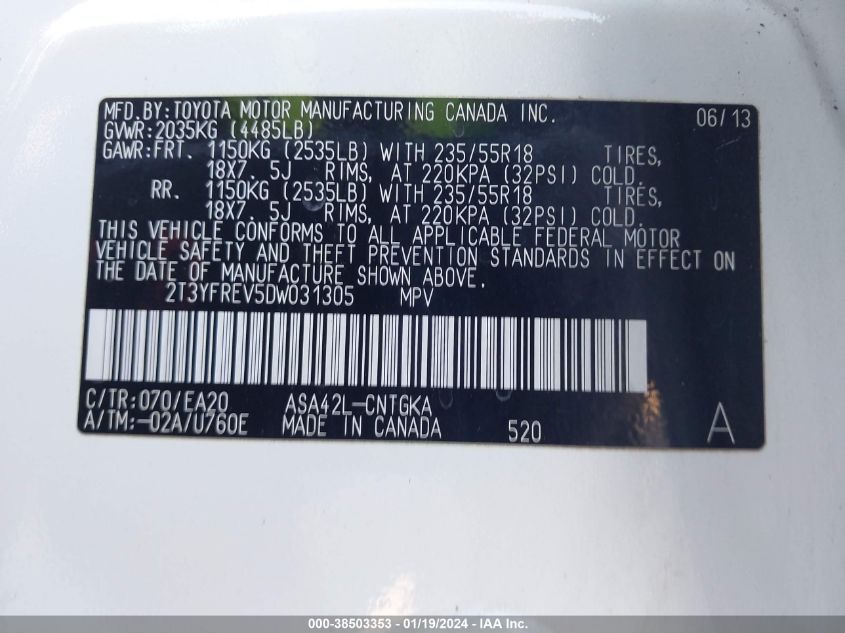 MFD.BY:TOYOTA MOTOR MANUFACTURING CANADA INC. 06/13
GVWR:2035KG (4485LB)
GAWR:FRT. 1150KG (2535LB) WITH 235/55R18 TIRES,
18X7. 5J RIMS, AT 220KPA (32PSI) COLD.
RR. 1150KG (2535LB) WITH 235/55R18 TIRES,
18X7. 5J RIMS, AT 220KPA (32PSI) COLD.
THIS VEHICLE CONFORMS TO ALL APPLICABLE FEDERAL MOTOR
VEHICLE SAFETY AND THEFT PREVENTION STANDARDS IN EFFECT ON
THE DATE OF MANUFACTURE SHOWN ABOVE.
2T3YFREV5DW031305 MPV
C/TR:070/EA20 ASA42L-CNTGKA
A/TM:-02A/U760E MADE IN CANADA 520 A
000-38503353 - 01/19/2024 - IAA Inc.